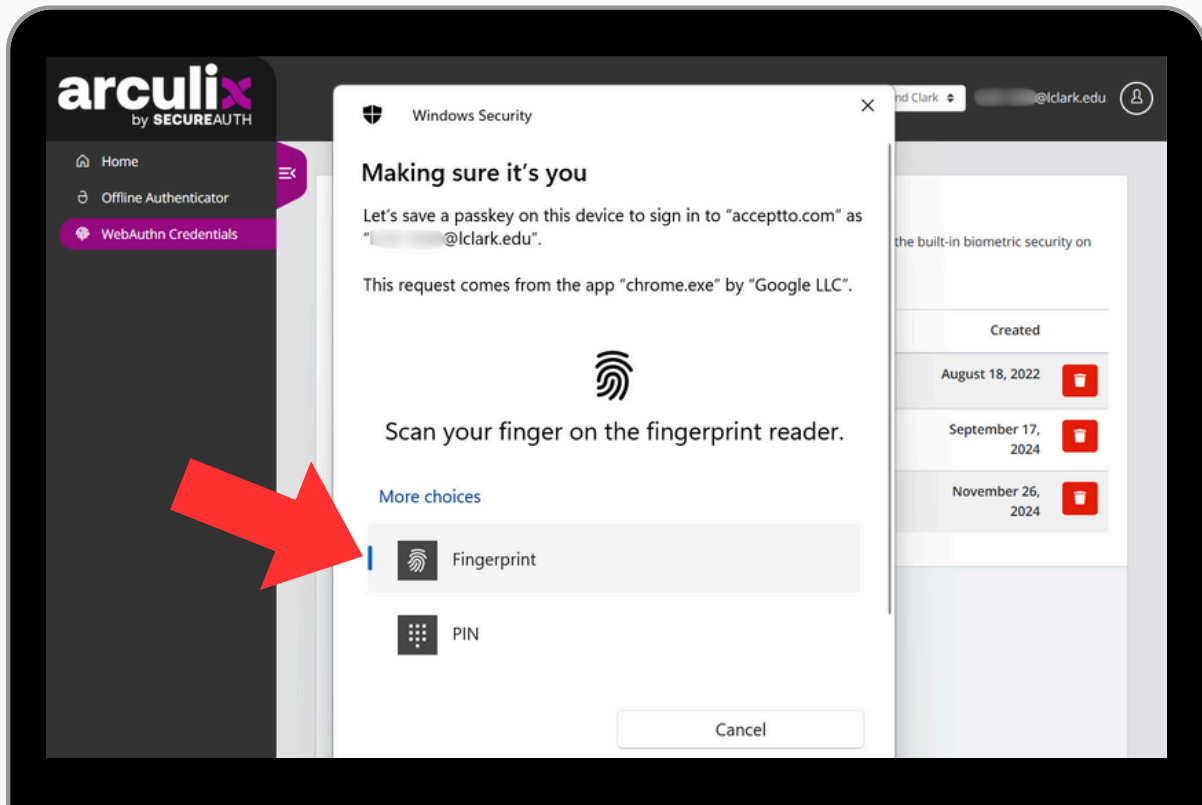 arculix
by SECUREAUTH
Home
Offline Authenticator
WebAuthn Credentials
nd Clark
@lclark.edu
Windows Security
Making sure it's you
Let's save a passkey on this device to sign in to "acceptto.com" as
"@lclark.edu".
This request comes from the app "chrome.exe" by "Google LLC".
Scan your finger on the fingerprint reader.
More choices
Fingerprint
PIN
Cancel
the built-in biometric security on
Created
August 18, 2022
September 17,
2024
November 26,
2024